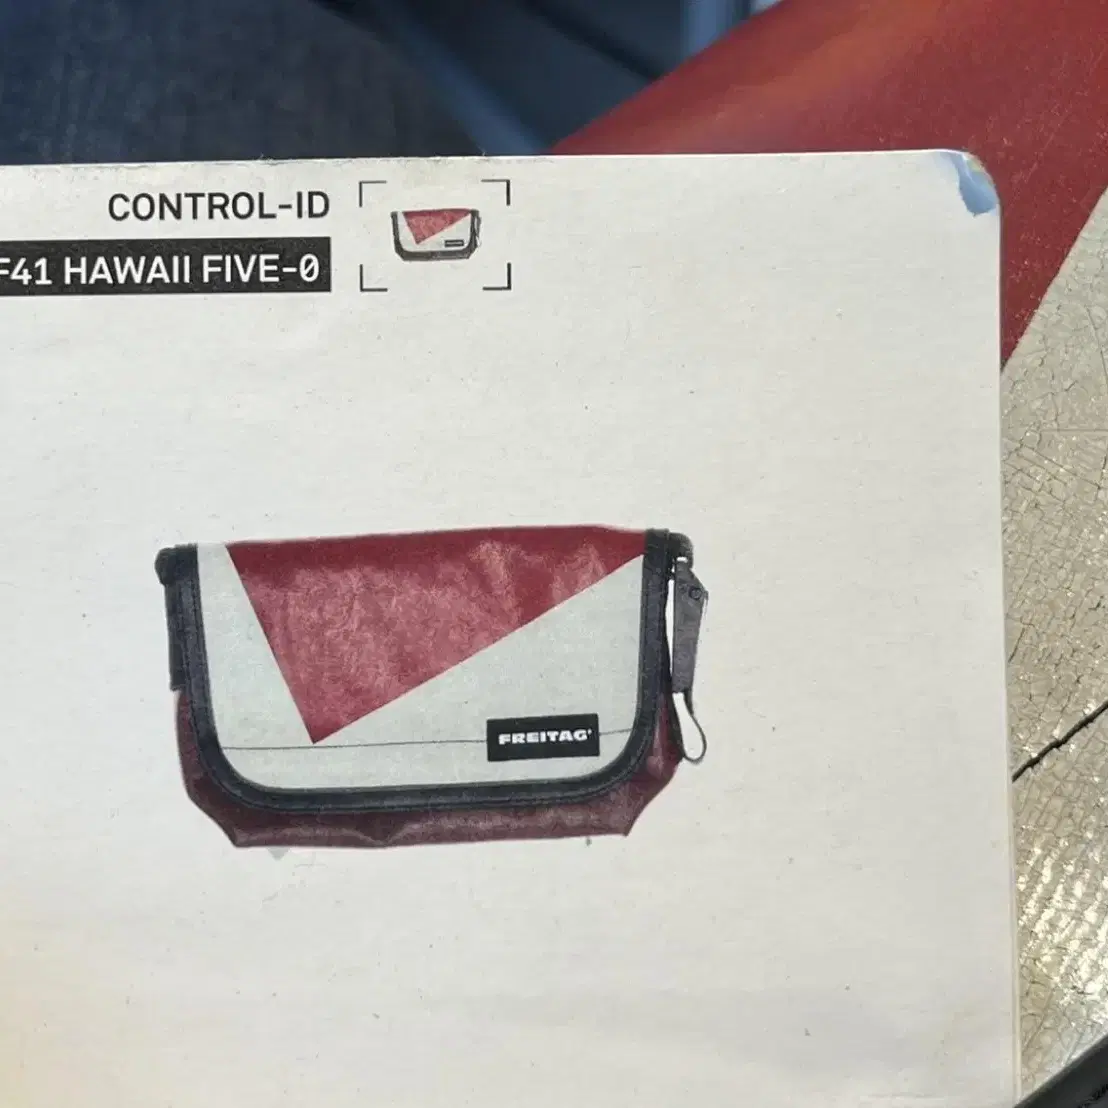 CONTROL-ID
F41 HAWAII FIVE-0
FREITAG